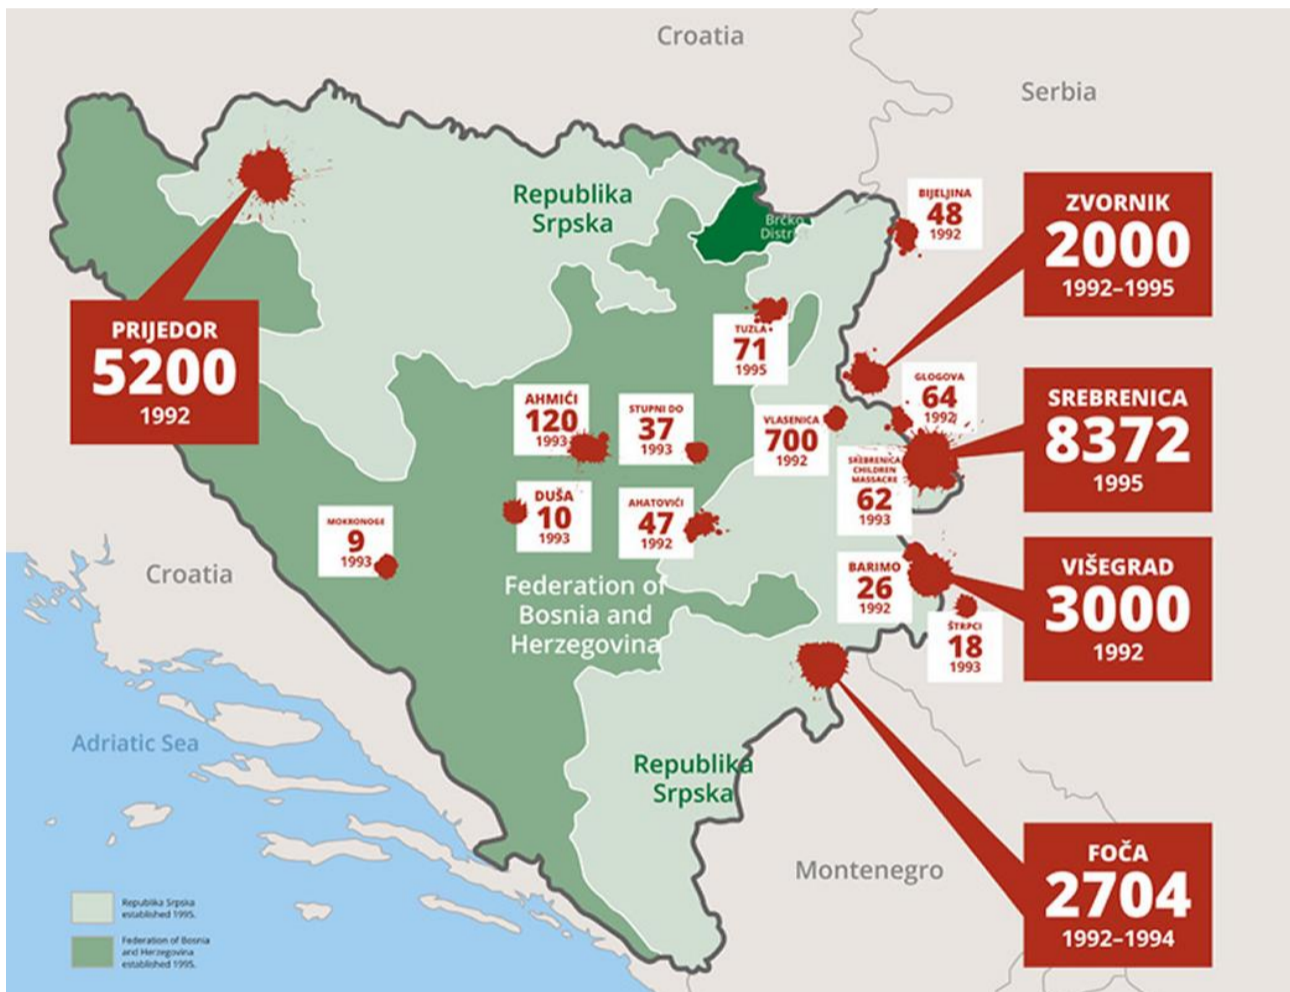 Croatia
Serbia
Republika
Srpska
Brčko
Distric
BIJELJINA
48
1992
ZVORNIK
2000
1992–1995
PRIJEDOR
5200
1992
TUZLA
71
1995
GLOGOVA
64
1992
AHMIĆI
120
1993
STUPNI DO
37
1993
VLASENICA
700
1992
SREBRENICA
8372
1995
SREBRENICA
CHILDREN
MASSACRE
62
1993
MOKRONOGE
9
1993
DUŠA
10
1993
AHATOVIĆI
47
1992
BARIMO
26
1992
VIŠEGRAD
3000
1992
ŠTRPCI
18
1993
Croatia
Federation of
Bosnia and
Herzegovina
Adriatic Sea
Republika
Srpska
Montenegro
FOČA
2704
1992–1994
Republika Srpska
established 1995.
Federation of Bosnia
and Herzegovina
established 1995.